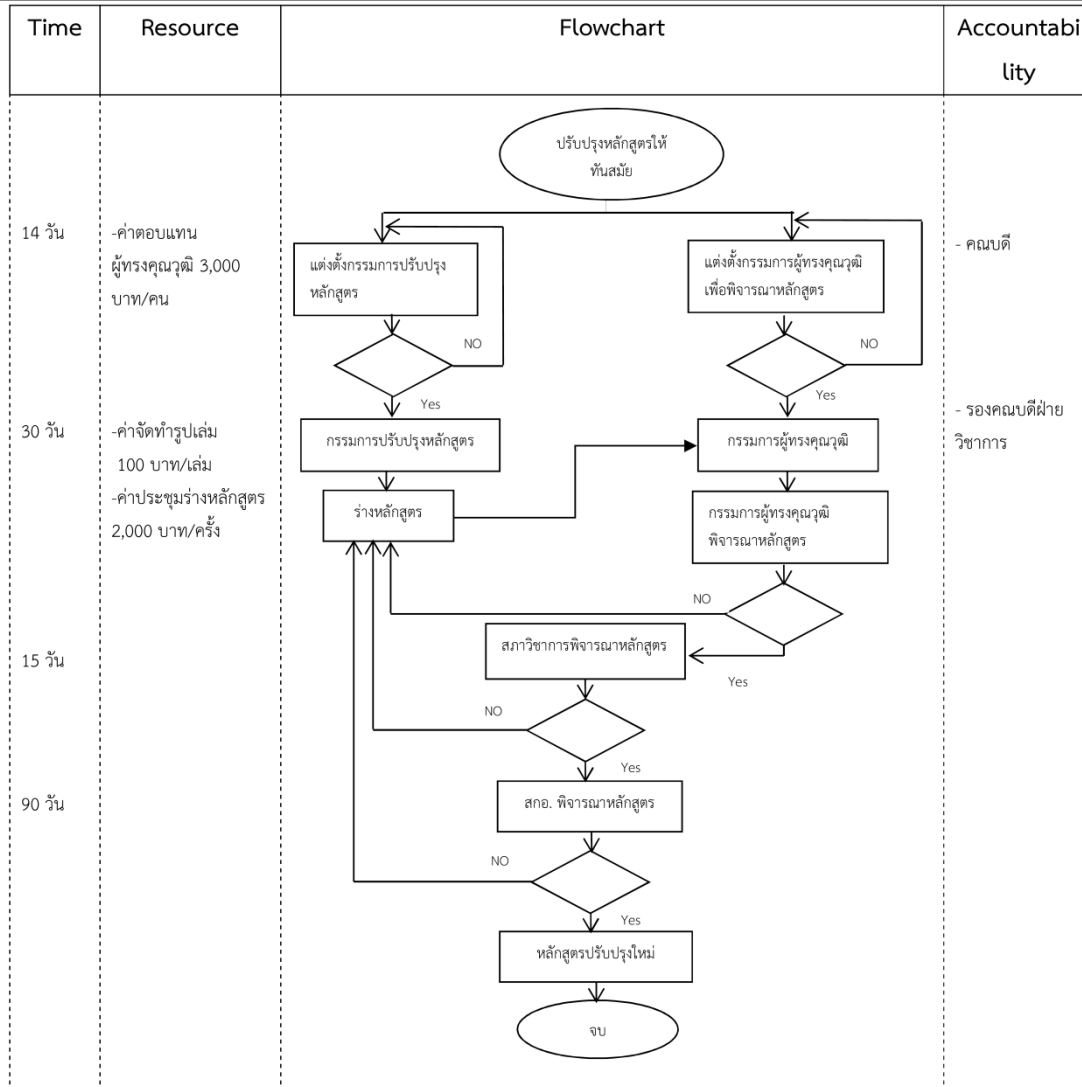 Time
Resource
Flowchart
Accountabi
lity
ปรับปรุงหลักสูตรให้
ทันสมัย
14 วัน
-ค่าตอบแทน
ผู้ทรงคุณวุฒิ 3,000
บาท/คน
แต่งตั้งกรรมการปรับปรุง
หลักสูตร
แต่งตั้งกรรมการผู้ทรงคุณวุฒิ
เพื่อพิจารณาหลักสูตร
- คณบดี
NO
NO
Yes
Yes
30 วัน
-ค่าจัดทำรูปเล่ม
100 บาท/เล่ม
-ค่าประชุมร่างหลักสูตร
2,000 บาท/ครั้ง
กรรมการปรับปรุงหลักสูตร
กรรมการผู้ทรงคุณวุฒิ
- รองคณบดีฝ่าย
วิชาการ
ร่างหลักสูตร
กรรมการผู้ทรงคุณวุฒิ
พิจารณาหลักสูตร
NO
15 วัน
สภาวิชาการพิจารณาหลักสูตร
Yes
NO
Yes
90 วัน
สกอ. พิจารณาหลักสูตร
NO
Yes
หลักสูตรปรับปรุงใหม่
จบ